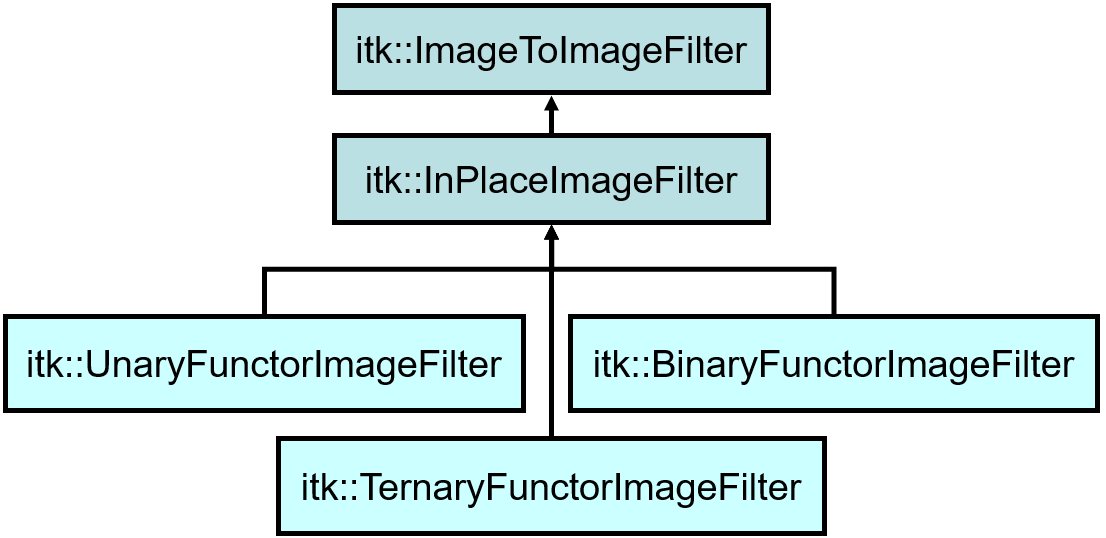 itk::ImageToImageFilter
itk::InPlaceImageFilter
itk::UnaryFunctorImageFilter
itk::BinaryFunctorImageFilter
itk::TernaryFunctorImageFilter